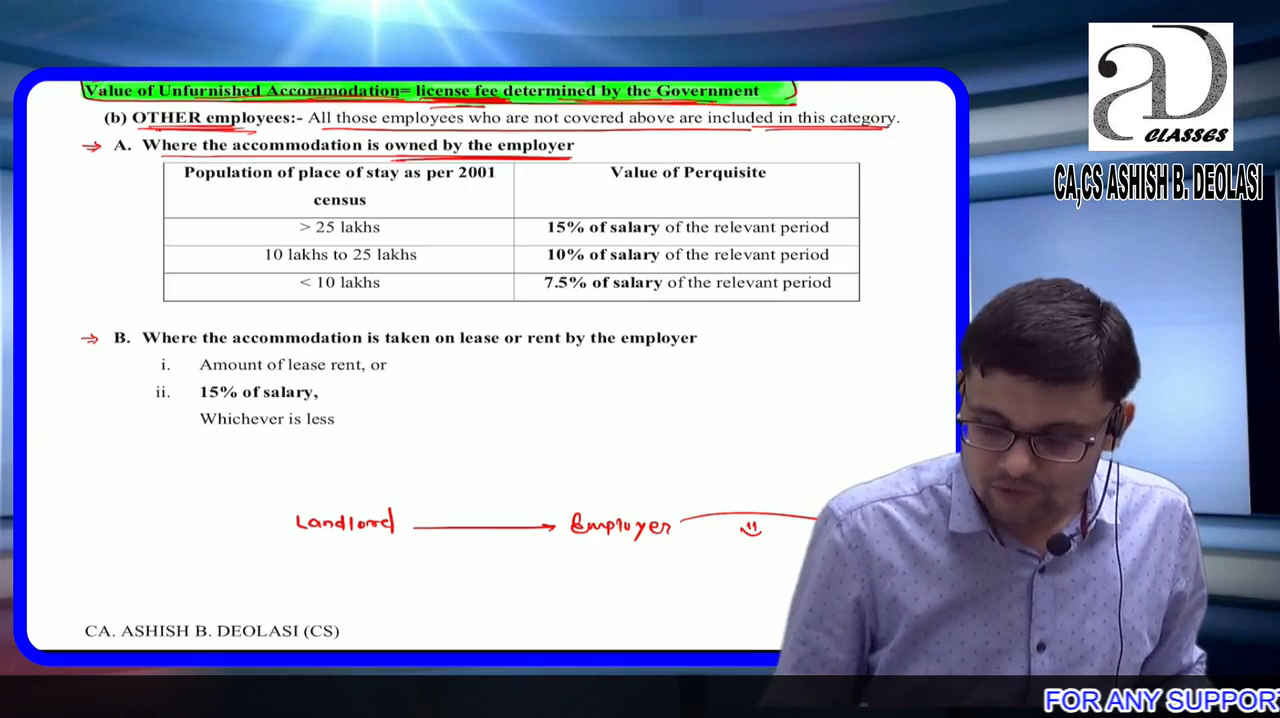 Value of Unfurnished Accommodation= license fee determined by the Government
(b) OTHER employees:- All those employees who are not covered above are included in this category.
A. Where the accommodation is owned by the employer
Population of place of stay as per 2001 census
Value of Perquisite
> 25 lakhs
15% of salary of the relevant period
10 lakhs to 25 lakhs
10% of salary of the relevant period
< 10 lakhs
7.5% of salary of the relevant period
B. Where the accommodation is taken on lease or rent by the employer
i. Amount of lease rent, or
ii. 15% of salary,
Whichever is less
Landlord
Employer
CA. ASHISH B. DEOLASI (CS)
aD
CLASSES
CA,CS ASHISH B. DEOLASI
FOR ANY SUPPORT